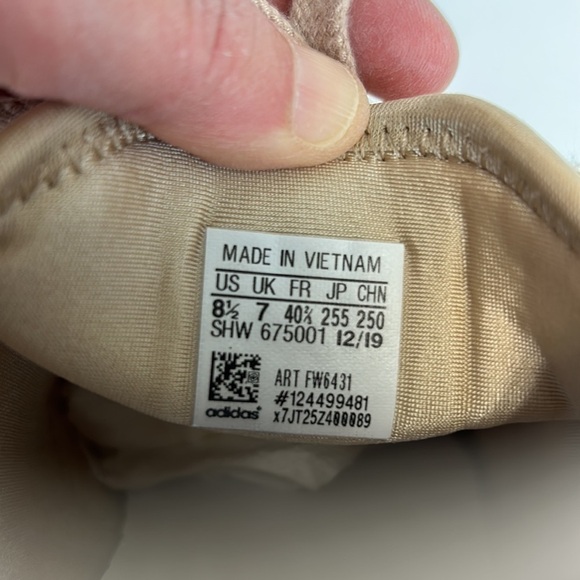 MADE IN VIETNAM
US UK FR JP CHN
8½ 7 40⅔ 255 250
SHW 675001 12/19
ART FW6431
#124499481
adidas x7JT25Z400089